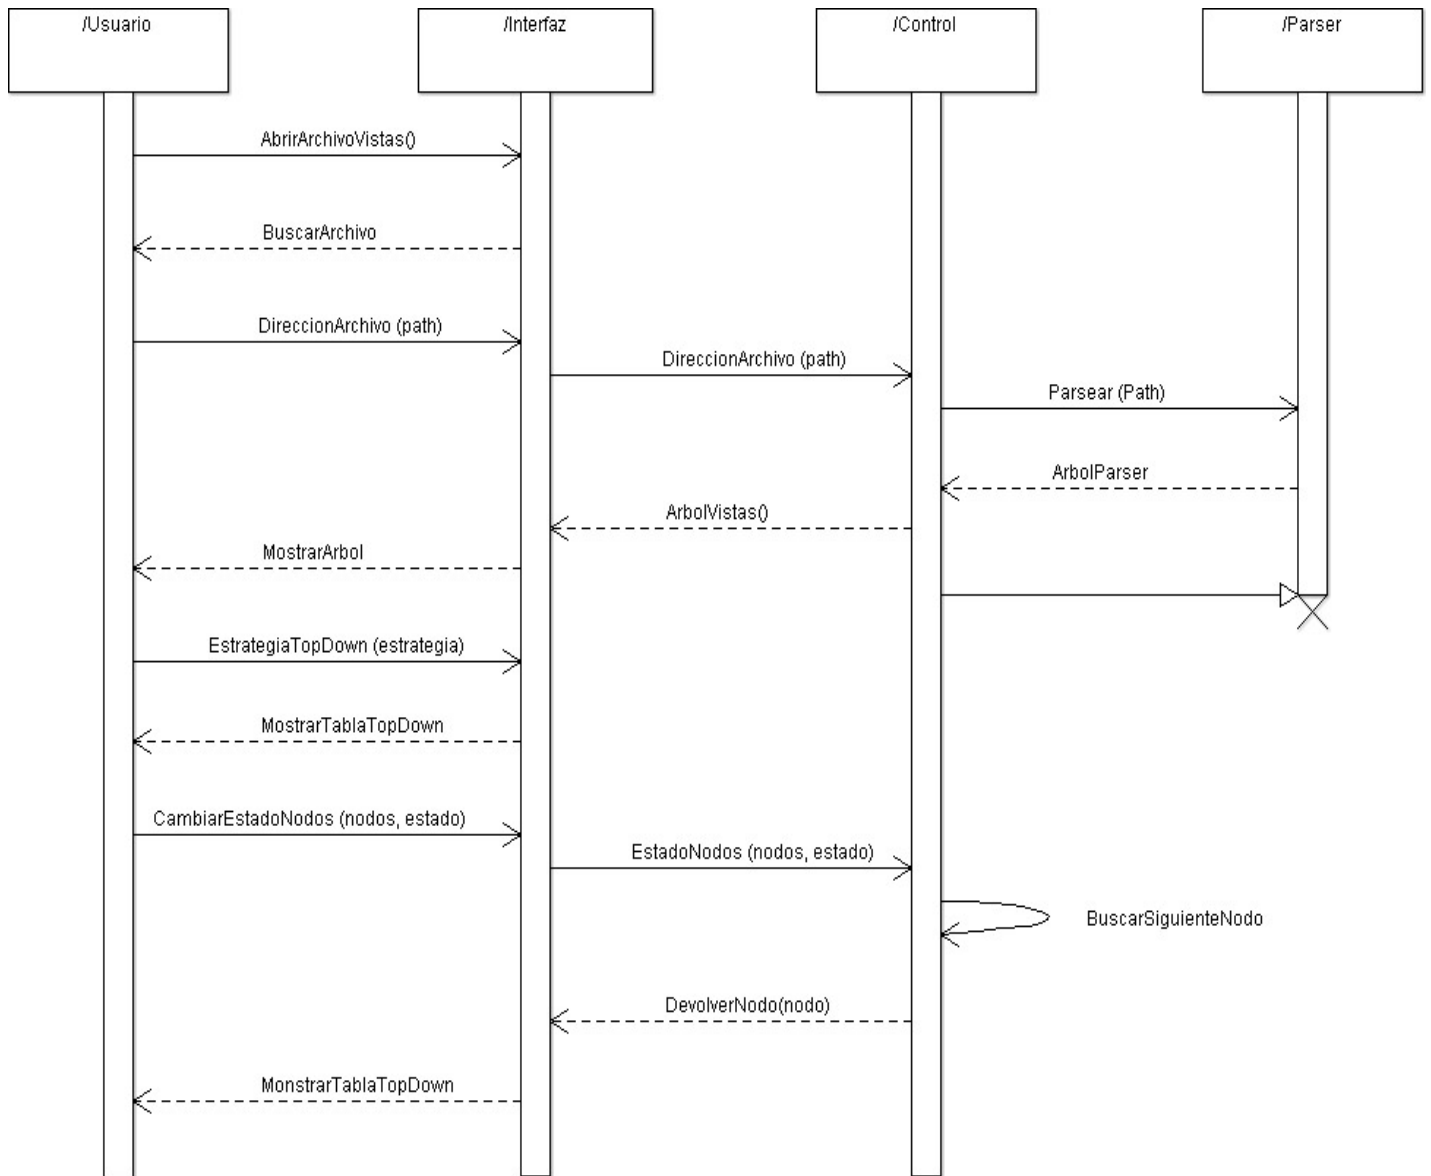 /Usuario
/Interfaz
/Control
/Parser
AbrirArchivoVistas()
BuscarArchivo
DireccionArchivo (path)
DireccionArchivo (path)
Parsear (Path)
ArbolParser
ArbolVistas()
MostrarArbol
EstrategiaTopDown (estrategia)
MostrarTablaTopDown
CambiarEstadoNodos (nodos, estado)
EstadoNodos (nodos, estado)
BuscarSiguienteNodo
DevolverNodo(nodo)
MonstrarTablaTopDown